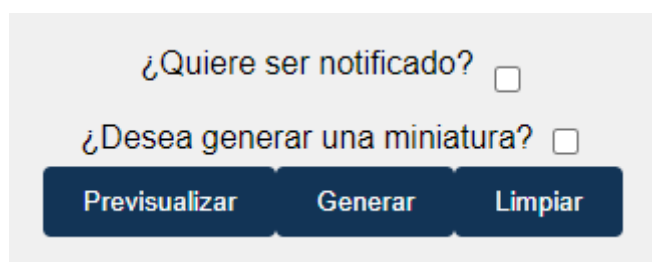 ¿Quiere ser notificado?
¿Desea generar una miniatura?
Previsualizar Generar Limpiar